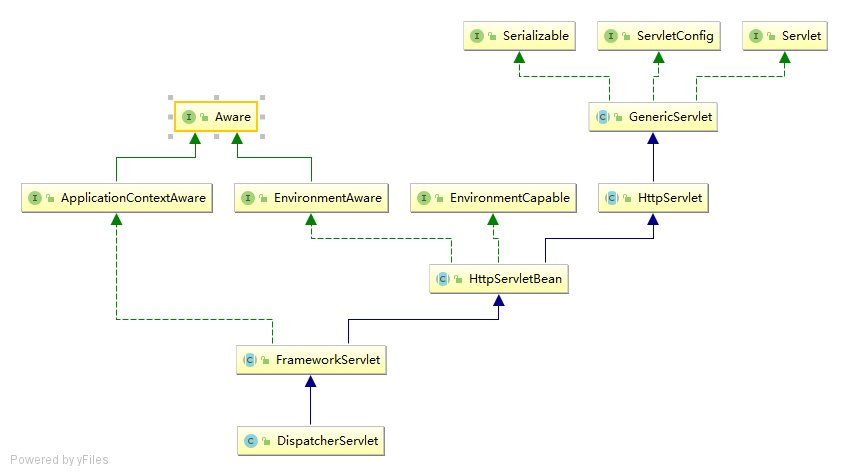 I Serializable
I ServletConfig
I Servlet
I Aware
C GenericServlet
I ApplicationContextAware
I EnvironmentAware
I EnvironmentCapable
C HttpServlet
C HttpServletBean
C FrameworkServlet
C DispatcherServlet
Powered by yFiles